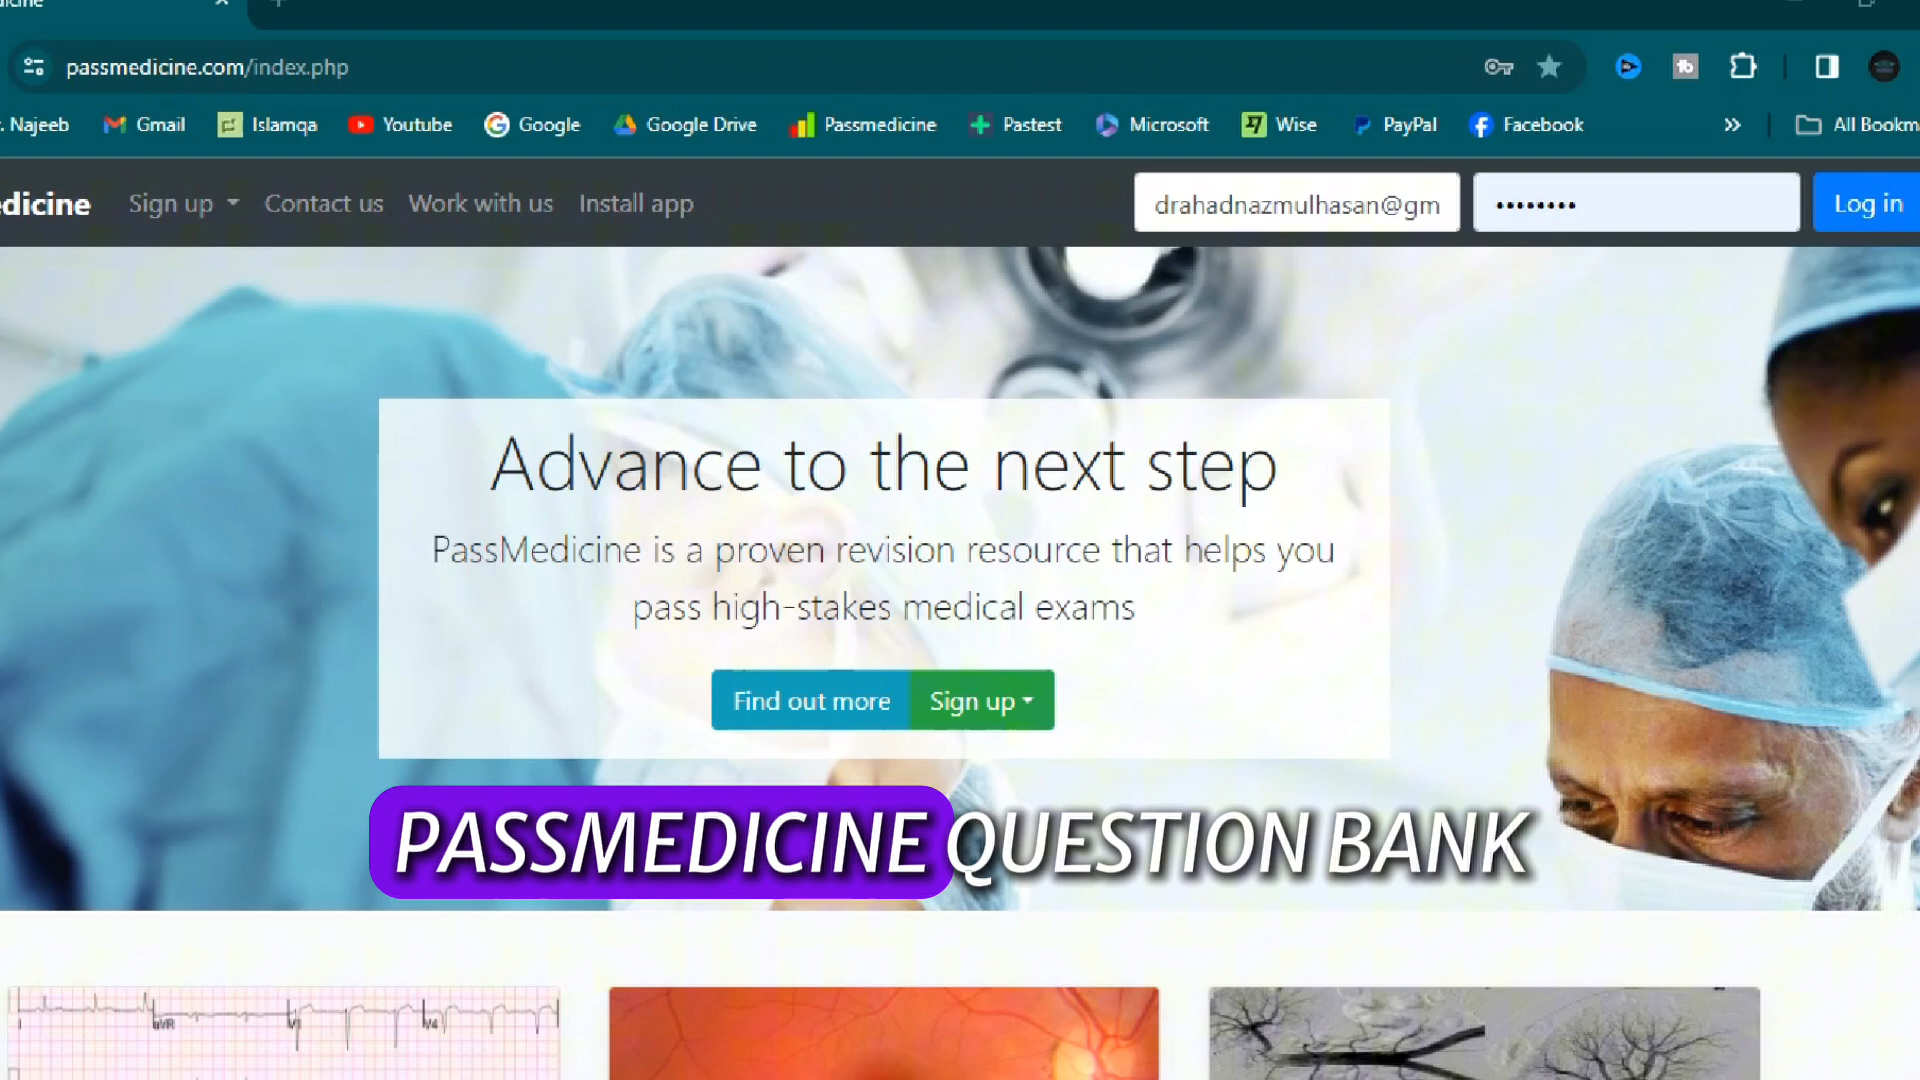 dicine
passmedicine.com/index.php
. Najeeb Gmail Islamqa Youtube Google Google Drive Passmedicine Pastest Microsoft Wise PayPal Facebook » All Bookm
edicine Sign up Contact us Work with us Install app drahadnazmulhasan@gm •••••••• Log in
Advance to the next step
PassMedicine is a proven revision resource that helps you
pass high-stakes medical exams
Find out more Sign up
PASSMEDICINE QUESTION BANK
aVR V1 V4